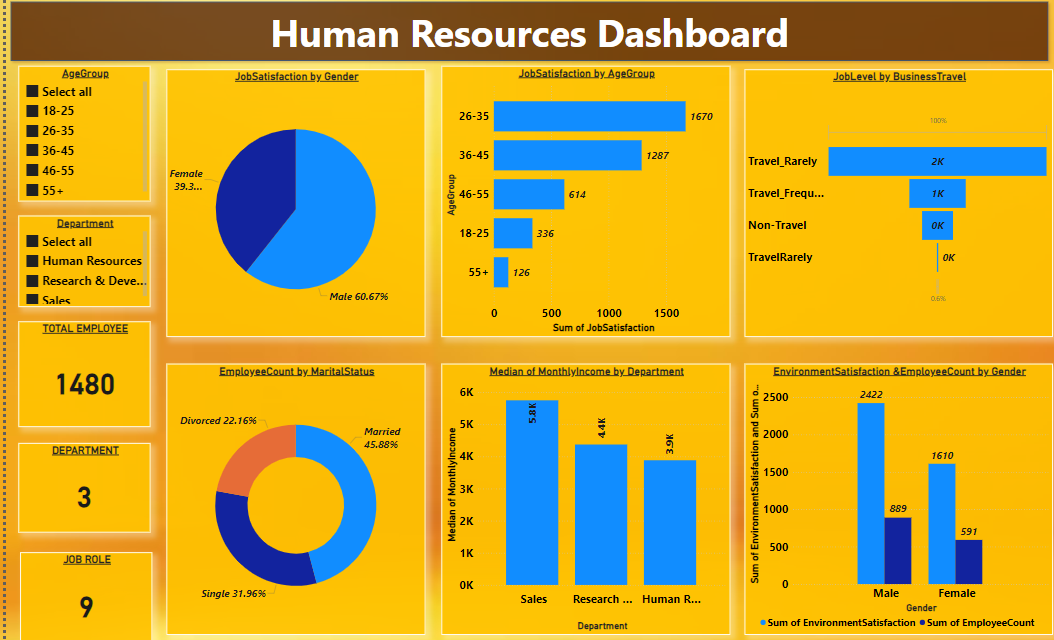 Human Resources Dashboard
AgeGroup
Select all
18-25
26-35
36-45
46-55
55+
Department
Select all
Human Resources
Research & Deve...
Sales
TOTAL EMPLOYEE
1480
DEPARTMENT
3
JOB ROLE
9
JobSatisfaction by Gender
Female
39.3...
Male 60.67%
JobSatisfaction by AgeGroup
AgeGroup
26-35
1670
36-45
1287
46-55
614
18-25
336
55+
126
0
500
1000
1500
Sum of JobSatisfaction
JobLevel by BusinessTravel
100%
Travel_Rarely
2K
Travel_Frequ...
1K
Non-Travel
0K
TravelRarely
0K
0.6%
EmployeeCount by MaritalStatus
Divorced 22.16%
Married
45.88%
Single 31.96%
Median of MonthlyIncome by Department
Median of MonthlyIncome
6K
5K
4K
3K
2K
1K
0K
5.8K
4.4K
3.9K
Sales
Research ...
Human R...
Department
EnvironmentSatisfaction &EmployeeCount by Gender
Sum of EnvironmentSatisfaction and Sum o...
2500
2000
1500
1000
500
0
2422
889
1610
591
Male
Female
Gender
Sum of EnvironmentSatisfaction
Sum of EmployeeCount